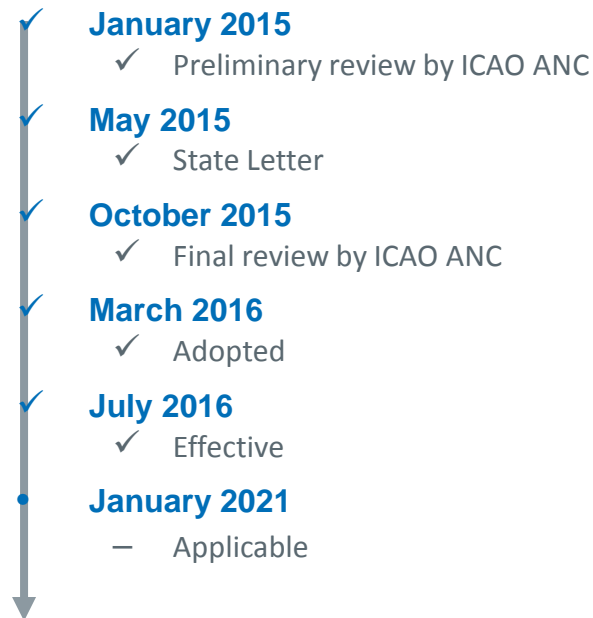 ✓ January 2015
✓ Preliminary review by ICAO ANC
✓ May 2015
✓ State Letter
✓ October 2015
✓ Final review by ICAO ANC
✓ March 2016
✓ Adopted
✓ July 2016
✓ Effective
• January 2021
– Applicable